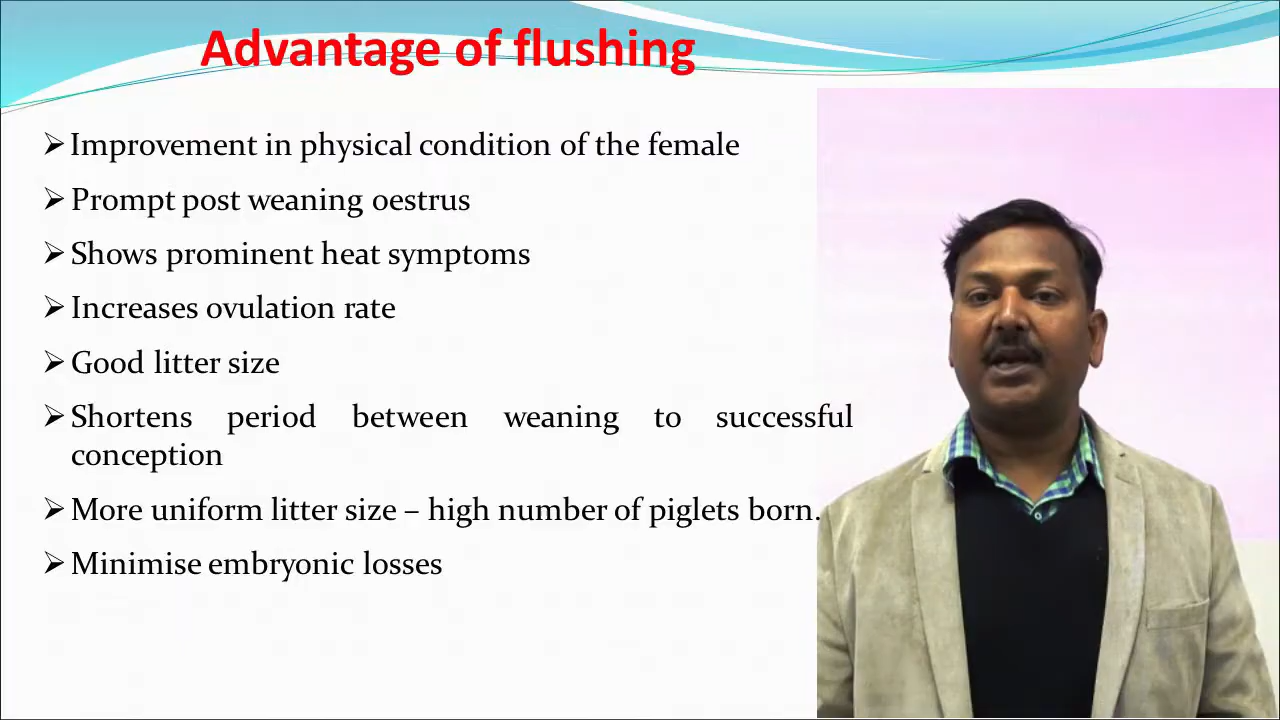 Advantage of flushing
➢ Improvement in physical condition of the female
➢ Prompt post weaning oestrus
➢ Shows prominent heat symptoms
➢ Increases ovulation rate
➢ Good litter size
➢ Shortens period between weaning to successful
conception
➢ More uniform litter size – high number of piglets born.
➢ Minimise embryonic losses